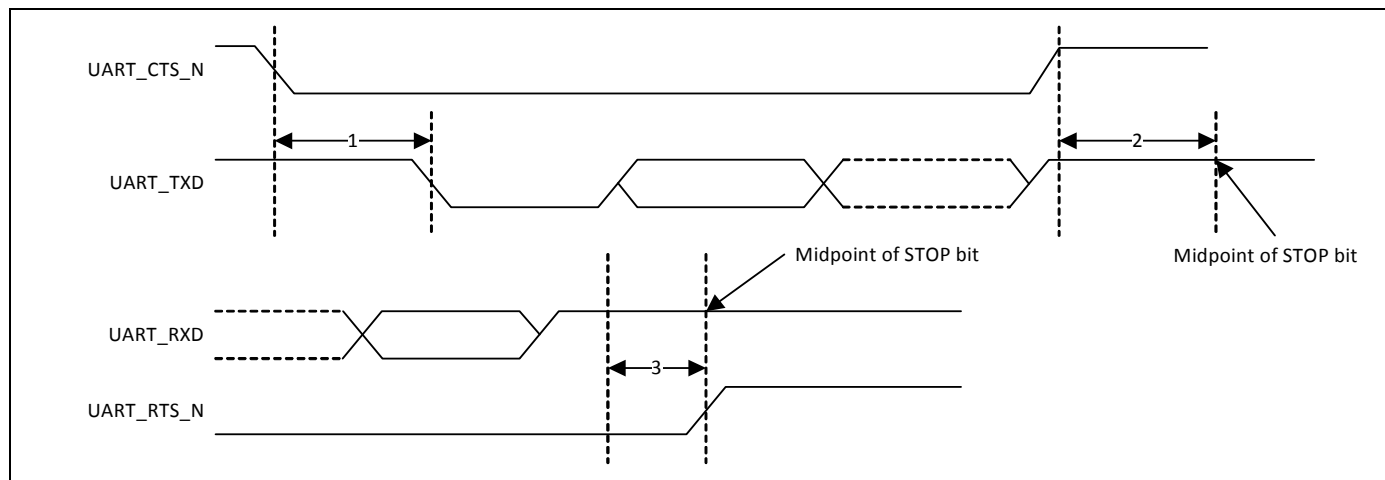 UART_CTS_N
1
2
UART_TXD
Midpoint of STOP bit
Midpoint of STOP bit
UART_RXD
3
UART_RTS_N